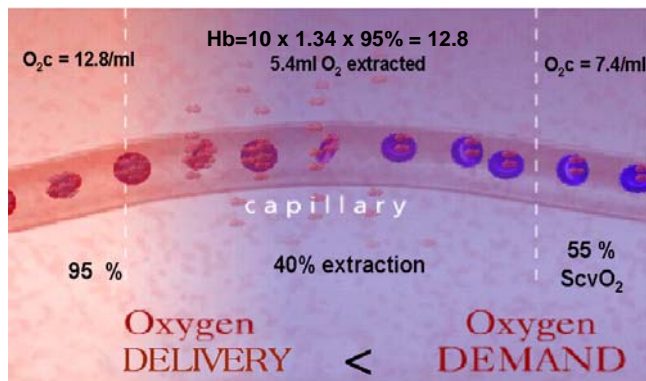 Hb=10 x 1.34 x 95% = 12.8
O₂c = 12.8/ml
5.4ml O₂ extracted
O₂c = 7.4/ml
capillary
95 %
40% extraction
55 %
ScvO₂
Oxygen
DELIVERY
<
Oxygen
DEMAND